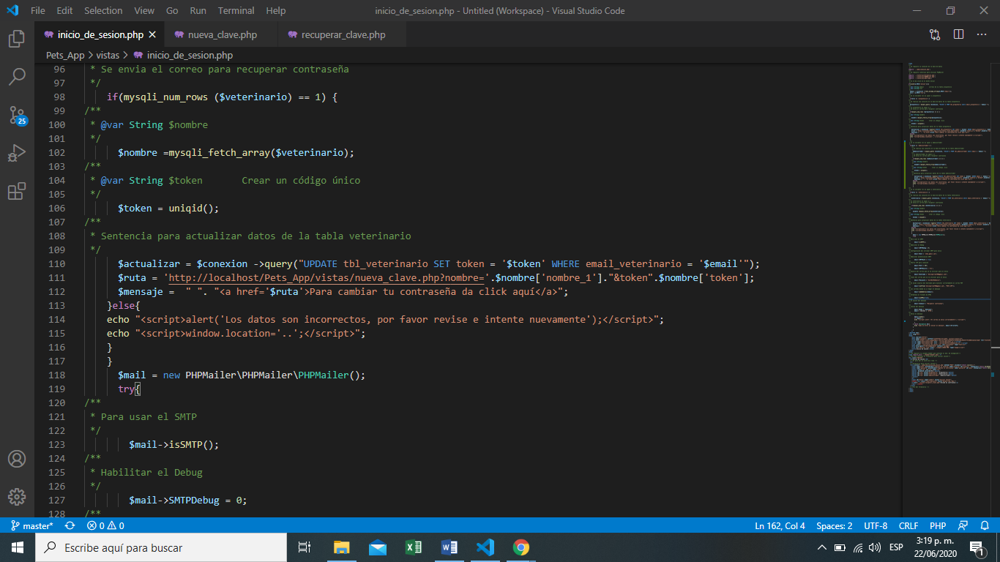 File Edit Selection View Go Run Terminal Help inicio_de_sesion.php - Untitled (Workspace) - Visual Studio Code
inicio_de_sesion.php nueva_clave.php recuperar_clave.php
Pets_App > vistas > inicio_de_sesion.php
96 * Se envia el correo para recuperar contraseña
97 */
98 if(mysqli_num_rows ($veterinario) == 1) {
99 /**
100 * @var String $nombre
101 */
102 $nombre =mysqli_fetch_array($veterinario);
103 /**
104 * @var String $token Crear un código único
105 */
106 $token = uniqid();
107 /**
108 * Sentencia para actualizar datos de la tabla veterinario
109 */
110 $actualizar = $conexion ->query("UPDATE tbl_veterinario SET token = '$token' WHERE email_veterinario = '$email'");
111 $ruta = 'http://localhost/Pets_App/vistas/nueva_clave.php?nombre='.$nombre['nombre_1']."&token".$nombre['token'];
112 $mensaje = " ". "<a href='$ruta'>Para cambiar tu contraseña da click aquí</a>";
113 }else{
114 echo "<script>alert('Los datos son incorrectos, por favor revise e intente nuevamente');</script>";
115 echo "<script>window.location='..';</script>";
116 }
117 }
118 $mail = new PHPMailer\PHPMailer\PHPMailer();
119 try{
120 /**
121 * Para usar el SMTP
122 */
123 $mail->isSMTP();
124 /**
125 * Habilitar el Debug
126 */
127 $mail->SMTPDebug = 0;
128 /**
25
master* 0 0 Ln 162, Col 4 Spaces: 2 UTF-8 CRLF PHP
Escribe aquí para buscar ESP 3:19 p. m.
22/06/2020 1